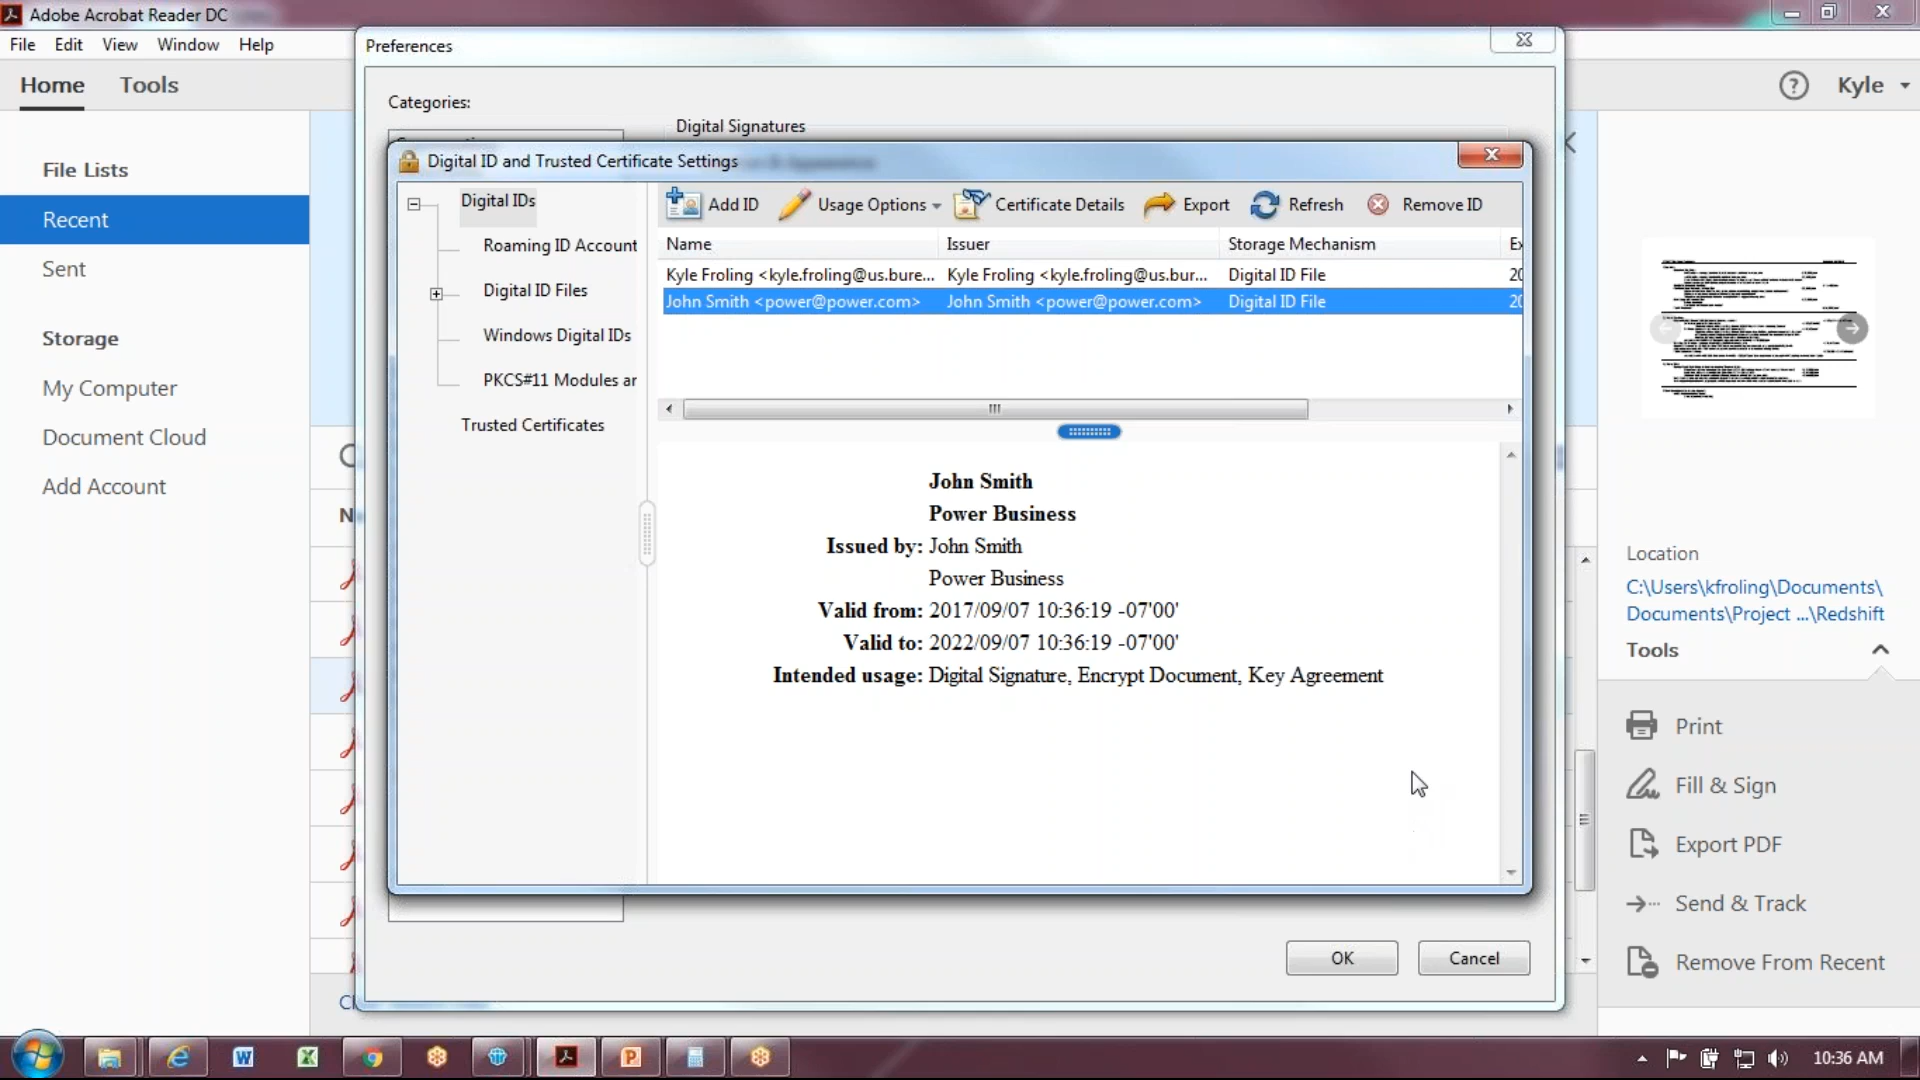 Adobe Acrobat Reader DC
File Edit View Window Help
Home Tools
Kyle
File Lists
Recent
Sent
Storage
My Computer
Document Cloud
Add Account
Preferences
Categories:
Digital Signatures
Digital ID and Trusted Certificate Settings
Digital IDs
Roaming ID Account
Digital ID Files
Windows Digital IDs
PKCS#11 Modules ar
Trusted Certificates
Add ID Usage Options Certificate Details Export Refresh Remove ID
Name Issuer Storage Mechanism Ex
Kyle Froling <kyle.froling@us.bure... Kyle Froling <kyle.froling@us.bur... Digital ID File 20
John Smith <power@power.com> John Smith <power@power.com> Digital ID File 20
John Smith
Power Business
Issued by: John Smith
Power Business
Valid from: 2017/09/07 10:36:19 -07'00'
Valid to: 2022/09/07 10:36:19 -07'00'
Intended usage: Digital Signature, Encrypt Document, Key Agreement
OK Cancel
Location
C:\Users\kfroling\Documents\
Documents\Project ...\Redshift
Tools
Print
Fill & Sign
Export PDF
Send & Track
Remove From Recent
10:36 AM